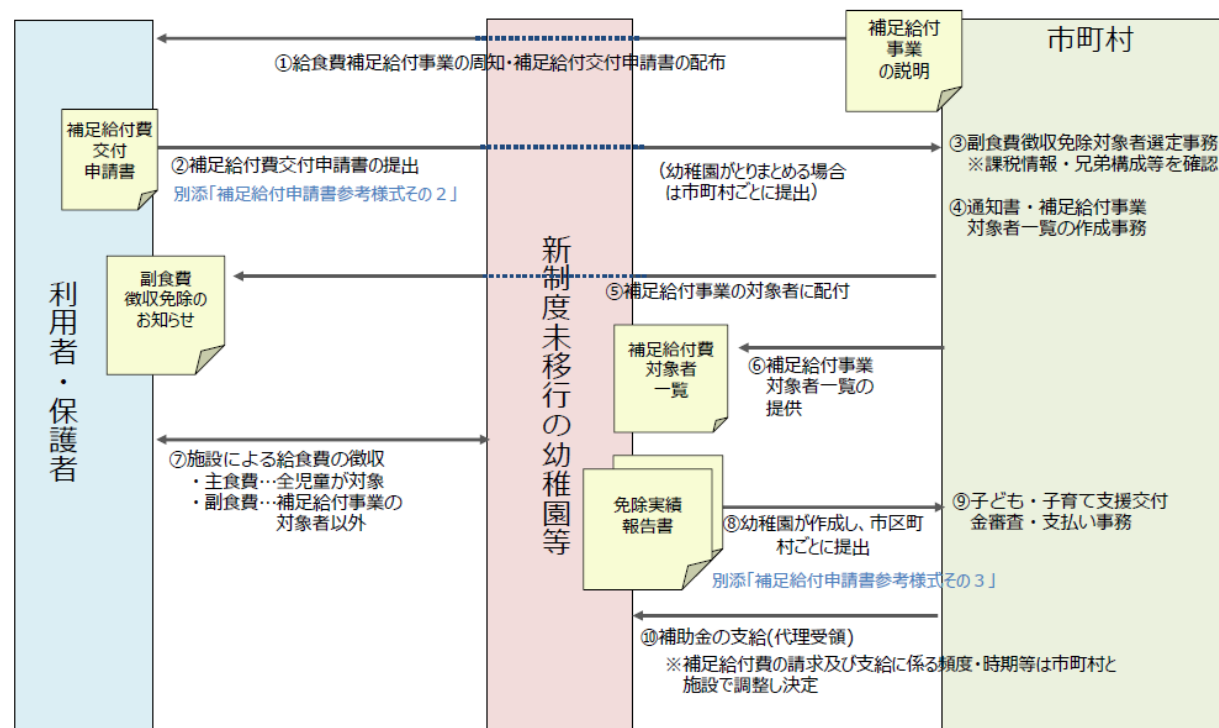 補足給付
事業
の説明
市町村
①給食費補足給付事業の周知・補足給付交付申請書の配布
補足給付費
交付
申請書
②補足給付費交付申請書の提出
別添「補足給付申請書参考様式その２」
（幼稚園がとりまとめる場合
は市町村ごとに提出）
③副食費徴収免除対象者選定事務
※課税情報・兄弟構成等を確認
④通知書・補足給付事業
対象者一覧の作成事務
利用者・保護者
新制度未移行の幼稚園等
副食費
徴収免除の
お知らせ
⑤補足給付事業の対象者に配付
補足給付費
対象者
一覧
⑥補足給付事業
対象者一覧の
提供
⑦施設による給食費の徴収
・主食費…全児童が対象
・副食費…補足給付事業の
対象者以外
免除実績
報告書
⑧幼稚園が作成し、市区町
村ごとに提出
別添「補足給付申請書参考様式その３」
⑨子ども・子育て支援交付
金審査・支払い事務
⑩補助金の支給(代理受領)
※補足給付費の請求及び支給に係る頻度・時期等は市町村と
施設で調整し決定